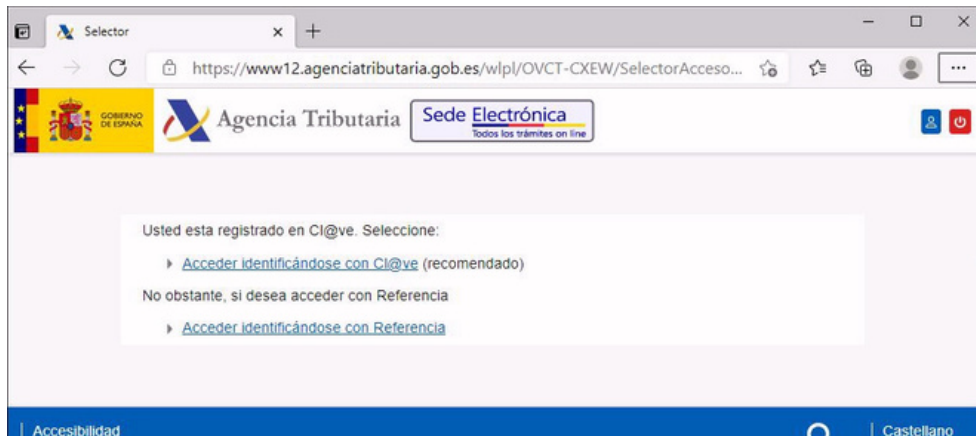 Selector
https://www12.agenciatributaria.gob.es/wlpl/OVCT-CXEW/SelectorAcceso...
GOBIERNO
DE ESPAÑA
Agencia Tributaria
Sede Electrónica
Todos los trámites on line
Usted esta registrado en Cl@ve. Seleccione:
Acceder identificándose con Cl@ve (recomendado)
No obstante, si desea acceder con Referencia
Acceder identificándose con Referencia
Accesibilidad
Castellano